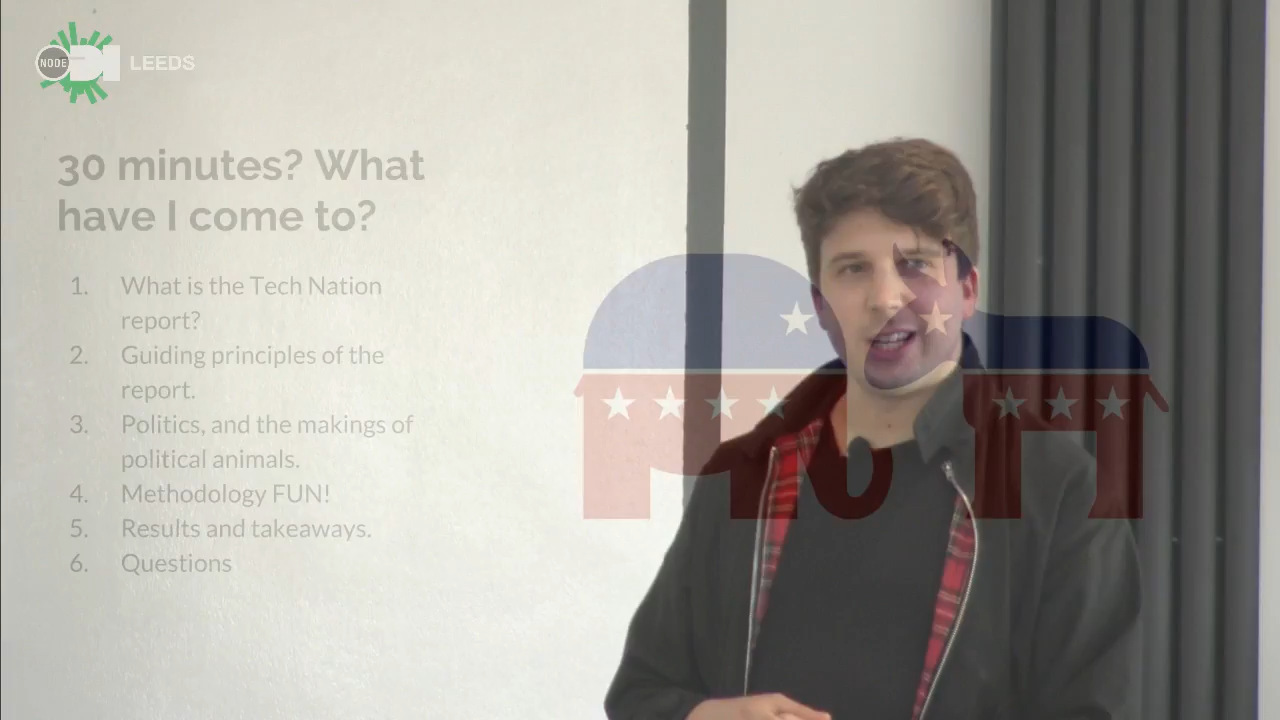 NODE
LEEDS
30 minutes? What
have I come to?
1. What is the Tech Nation
report?
2. Guiding principles of the
report.
3. Politics, and the makings of
political animals.
4. Methodology FUN!
5. Results and takeaways.
6. Questions